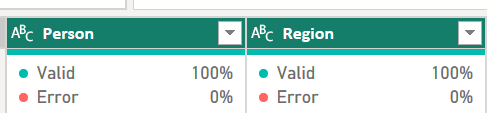 ABC Person ABC Region
Valid 100% Valid 100%
Error 0% Error 0%